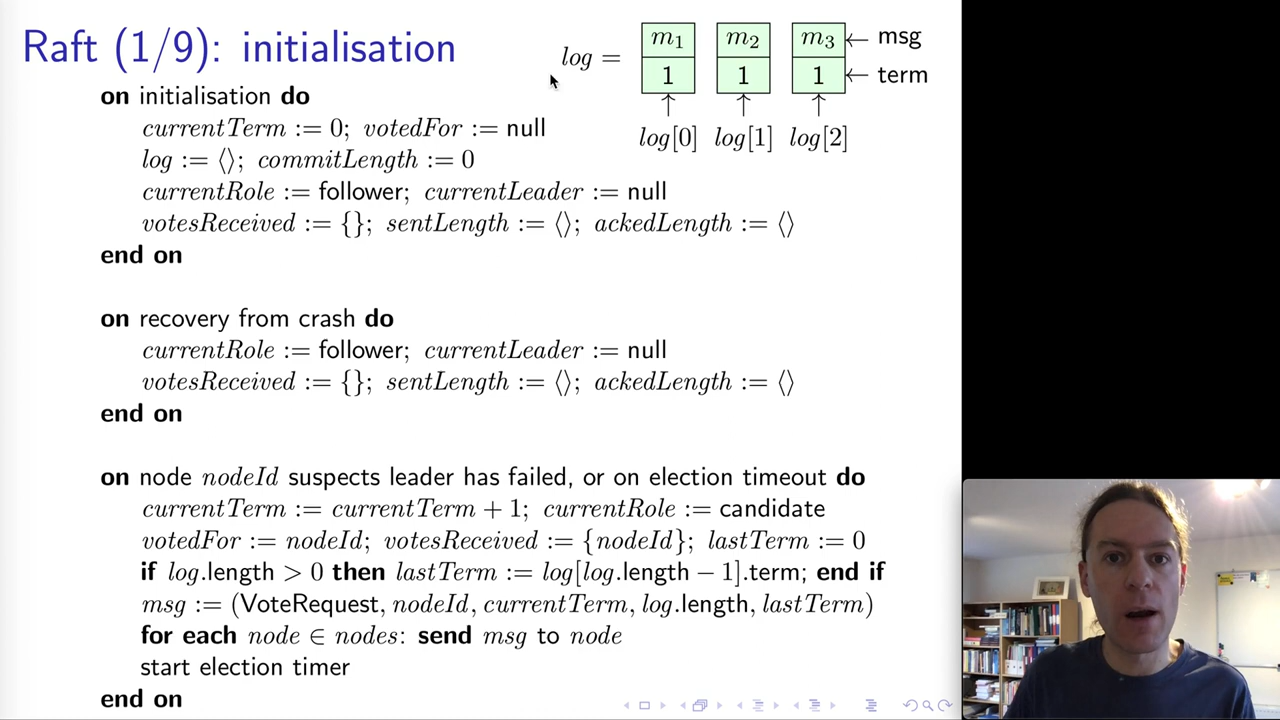 Raft (1/9): initialisation
log =
m₁ m₂ m₃ ← msg
1 1 1 ← term
↑ ↑ ↑
log[0] log[1] log[2]
on initialisation do
currentTerm := 0; votedFor := null
log := ⟨⟩; commitLength := 0
currentRole := follower; currentLeader := null
votesReceived := {}; sentLength := ⟨⟩; ackedLength := ⟨⟩
end on
on recovery from crash do
currentRole := follower; currentLeader := null
votesReceived := {}; sentLength := ⟨⟩; ackedLength := ⟨⟩
end on
on node nodeId suspects leader has failed, or on election timeout do
currentTerm := currentTerm + 1; currentRole := candidate
votedFor := nodeId; votesReceived := {nodeId}; lastTerm := 0
if log.length > 0 then lastTerm := log[log.length − 1].term; end if
msg := (VoteRequest, nodeId, currentTerm, log.length, lastTerm)
for each node ∈ nodes: send msg to node
start election timer
end on